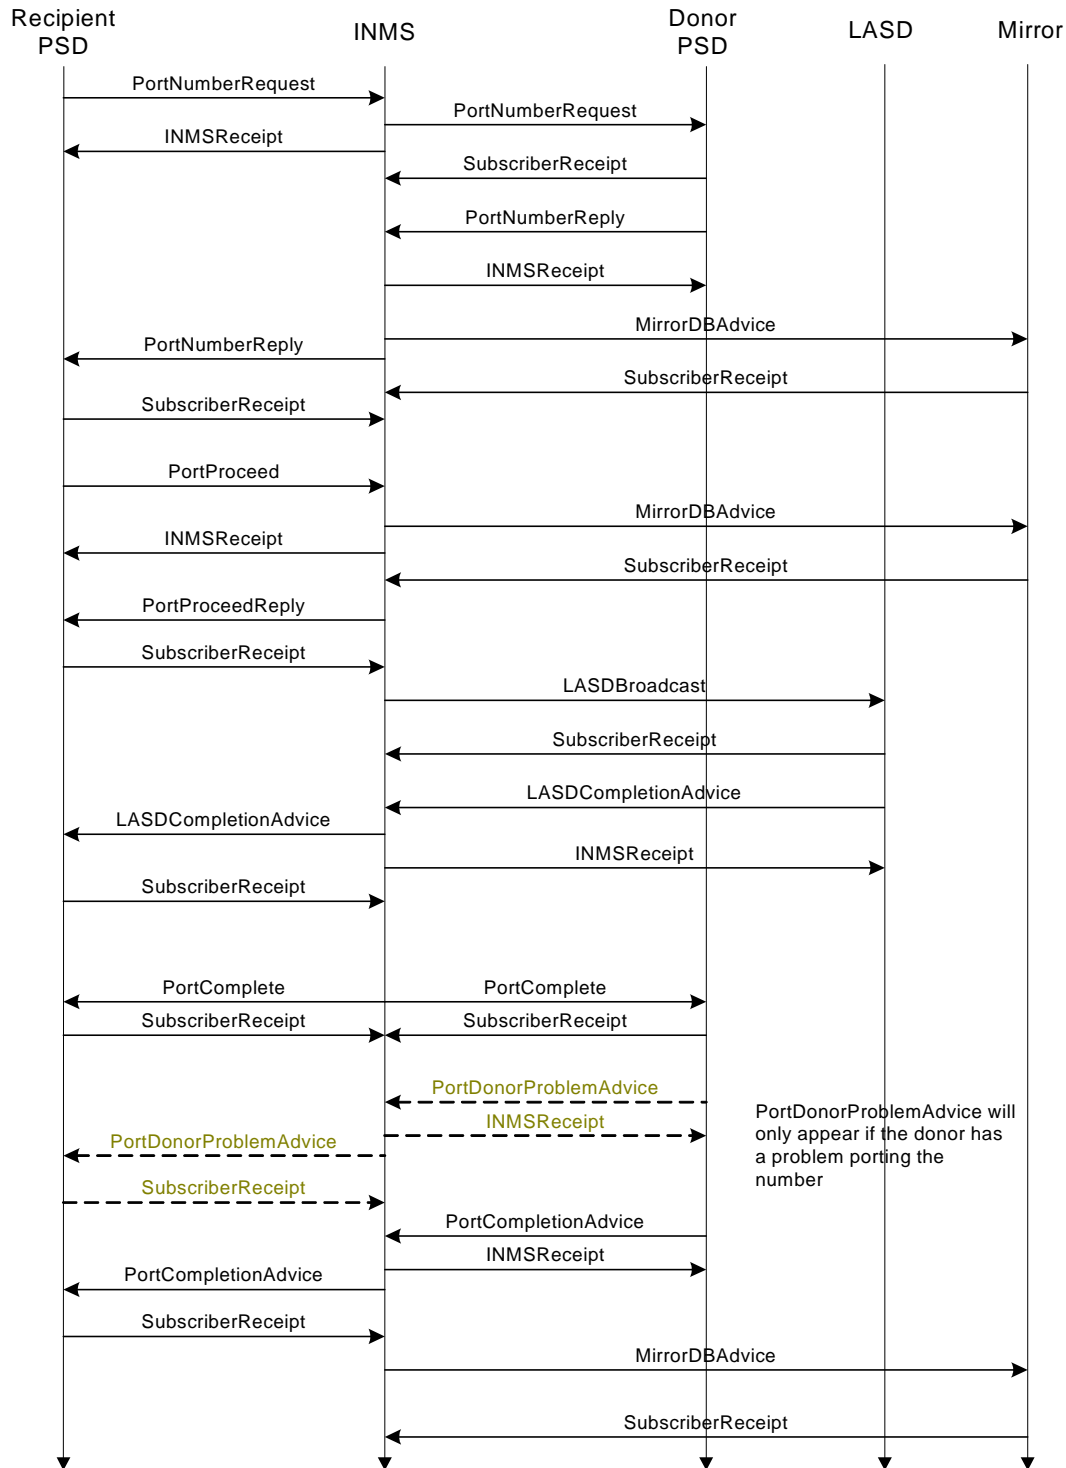 Recipient
PSD
INMS
Donor
PSD
LASD
Mirror
PortNumberRequest
PortNumberRequest
INMSReceipt
SubscriberReceipt
PortNumberReply
INMSReceipt
MirrorDBAdvice
PortNumberReply
SubscriberReceipt
SubscriberReceipt
PortProceed
MirrorDBAdvice
INMSReceipt
SubscriberReceipt
PortProceedReply
SubscriberReceipt
LASDBroadcast
SubscriberReceipt
LASDCompletionAdvice
LASDCompletionAdvice
INMSReceipt
SubscriberReceipt
PortComplete
PortComplete
SubscriberReceipt
SubscriberReceipt
PortDonorProblemAdvice
INMSReceipt
PortDonorProblemAdvice
SubscriberReceipt
PortDonorProblemAdvice will
only appear if the donor has
a problem porting the
number
PortCompletionAdvice
INMSReceipt
PortCompletionAdvice
SubscriberReceipt
MirrorDBAdvice
SubscriberReceipt